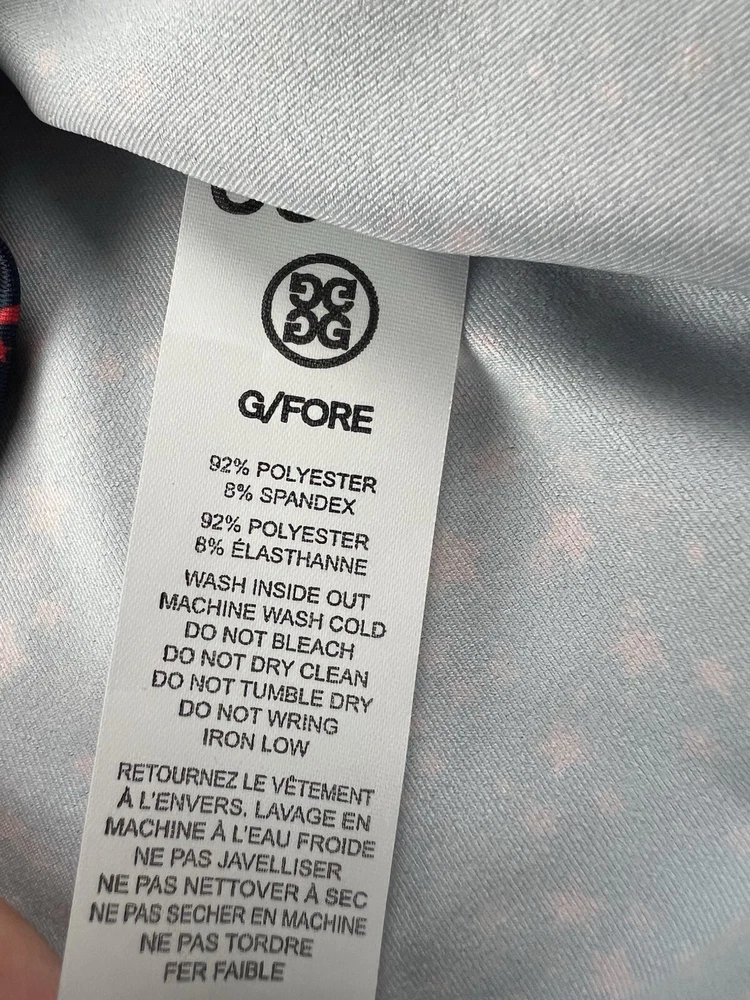 G/FORE
92% POLYESTER
8% SPANDEX
92% POLYESTER
8% ÉLASTHANNE
WASH INSIDE OUT
MACHINE WASH COLD
DO NOT BLEACH
DO NOT DRY CLEAN
DO NOT TUMBLE DRY
DO NOT WRING
IRON LOW
RETOURNEZ LE VÊTEMENT
À L'ENVERS. LAVAGE EN
MACHINE À L'EAU FROIDE
NE PAS JAVELLISER
NE PAS NETTOVER À SEC
NE PAS SECHER EN MACHINE
NE PAS TORDRE
FER FAIBLE